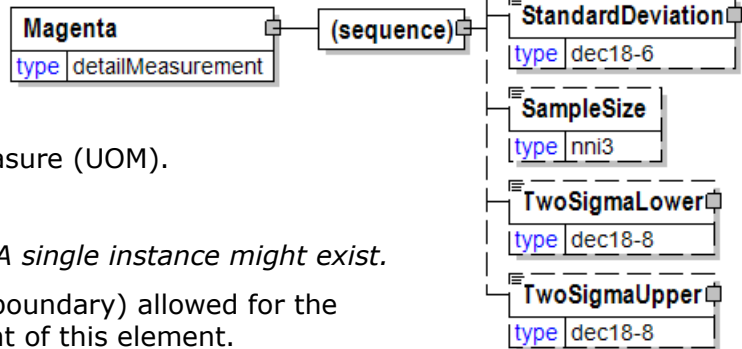 StandardDeviation
type dec18-6
Magenta
(sequence)
type detailMeasurement
SampleSize
type nni3
asure (UOM).
TwoSigmaLower
type dec18-8
A single instance might exist.
boundary) allowed for the
nt of this element.
TwoSigmaUpper
type dec18-8